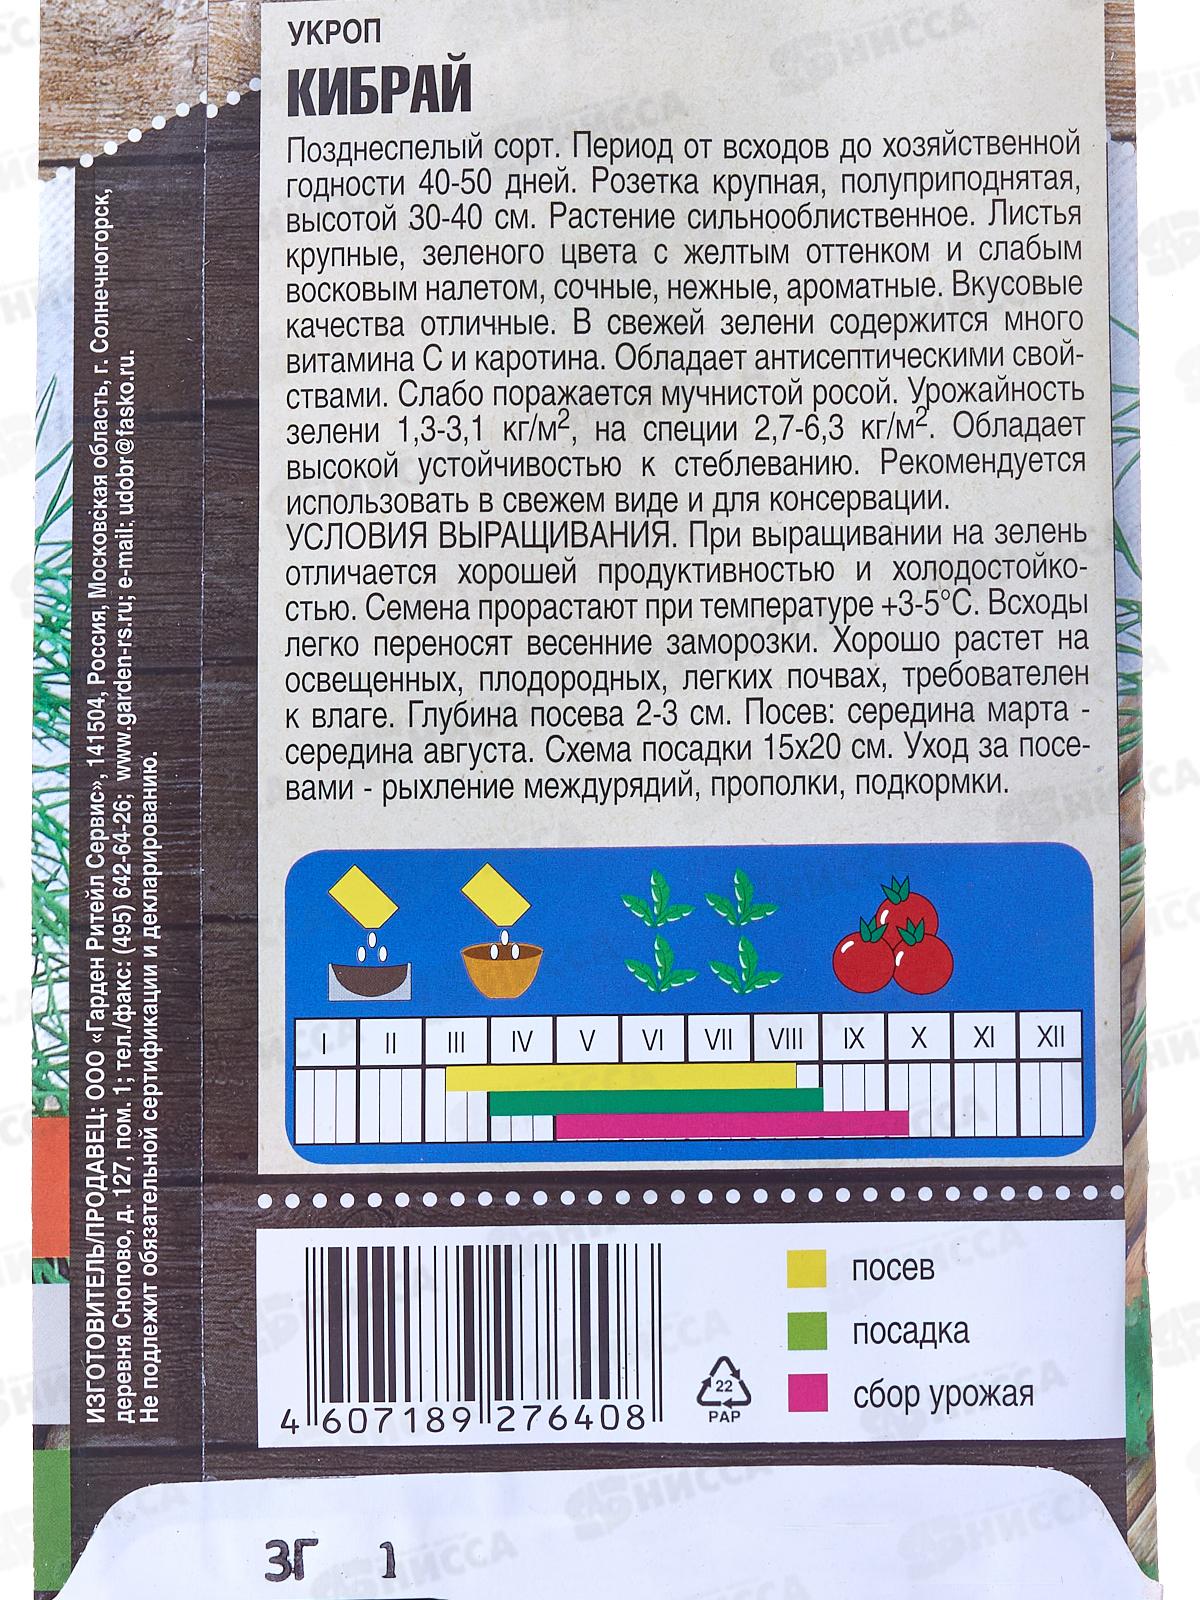 УКРОП
КИБРАЙ
Позднеспелый сорт. Период от всходов до хозяйственной
годности 40-50 дней. Розетка крупная, полуприподнятая,
высотой 30-40 см. Растение сильнооблиственное. Листья
крупные, зеленого цвета с желтым оттенком и слабым
восковым налетом, сочные, нежные, ароматные. Вкусовые
качества отличные. В свежей зелени содержится много
витамина С и каротина. Обладает антисептическими свой-
ствами. Слабо поражается мучнистой росой. Урожайность
зелени 1,3-3,1 кг/м², на специи 2,7-6,3 кг/м². Обладает
высокой устойчивостью к стеблеванию. Рекомендуется
использовать в свежем виде и для консервации.
УСЛОВИЯ ВЫРАЩИВАНИЯ. При выращивании на зелень
отличается хорошей продуктивностью и холодостойко-
стью. Семена прорастают при температуре +3-5°С. Всходы
легко переносят весенние заморозки. Хорошо растет на
освещенных, плодородных, легких почвах, требователен
к влаге. Глубина посева 2-3 см. Посев: середина марта -
середина августа. Схема посадки 15х20 см. Уход за посе-
вами - рыхление междурядий, прополки, подкормки.
I II III IV V VI VII VIII IX X XI XII
посев
посадка
сбор урожая
4 607189 276408
22
PAP
ИЗГОТОВИТЕЛЬ/ПРОДАВЕЦ: ООО «Гарден Ритейл Сервис», 141504, Россия, Московская область, г. Солнечногорск,
деревня Снопово, д. 127, пом. 1; тел./факс: (495) 642-64-26; www.garden-rs.ru; e-mail: udobr@fasko.ru.
Не подлежит обязательной сертификации и декларированию.
ЗГ 1
НИССА